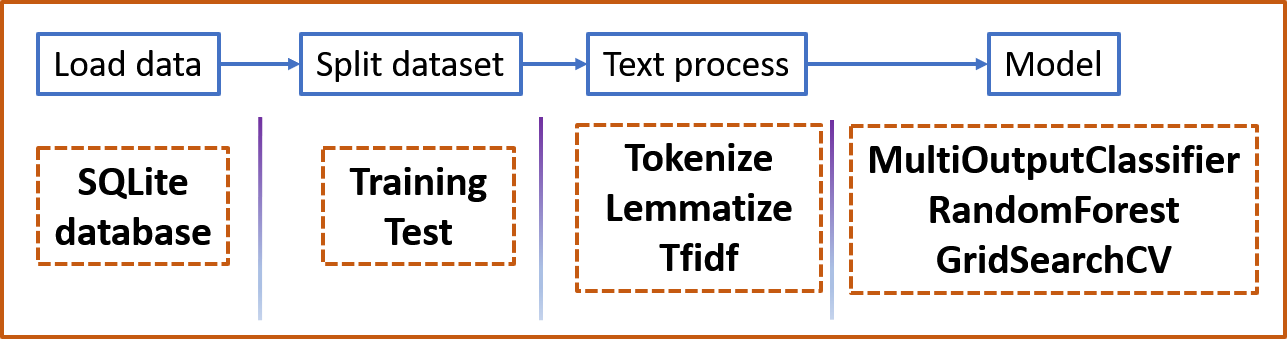 Load data
Split dataset
Text process
Model
SQLite
database
Training
Test
Tokenize
Lemmatize
Tfidf
MultiOutputClassifier
RandomForest
GridSearchCV